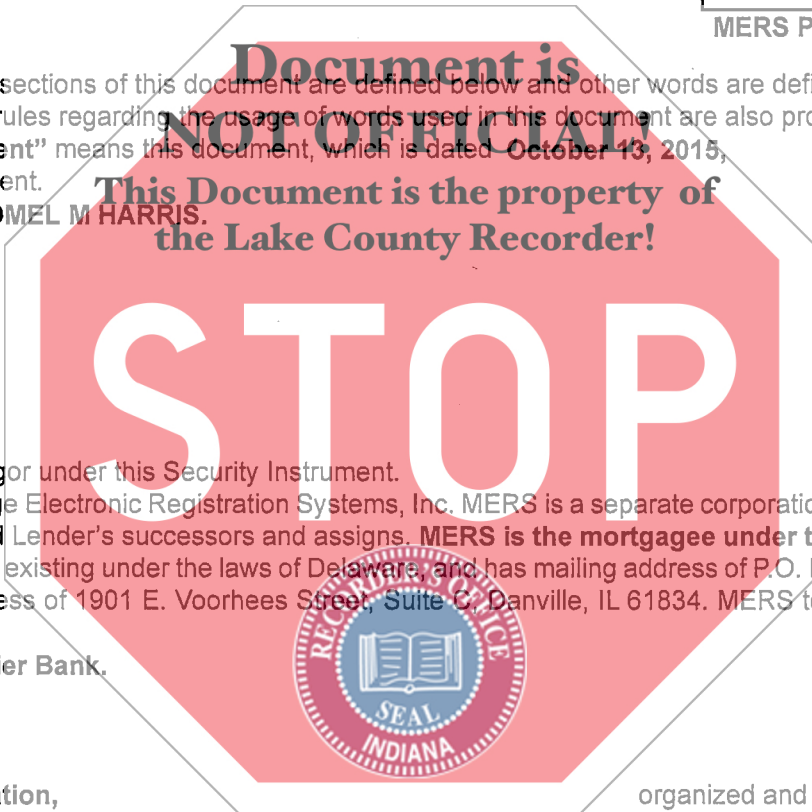 MERS P
Document is
sections of this document are defined below and other words are defi
rules regarding the usage of words used in this document are also pro
NOT OFFICIAL!
ent” means this document, which is dated October 13, 2015,
ent.
This Document is the property of
OMEL M HARRIS.
the Lake County Recorder!
STOP
gor under this Security Instrument.
ge Electronic Registration Systems, Inc. MERS is a separate corporatio
d Lender’s successors and assigns. MERS is the mortgagee under t
existing under the laws of Delaware, and has mailing address of P.O.
ess of 1901 E. Voorhees Street, Suite C, Danville, IL 61834. MERS t
RECORDER'S OFFICE
ier Bank.
SEAL
INDIANA
tion, organized and